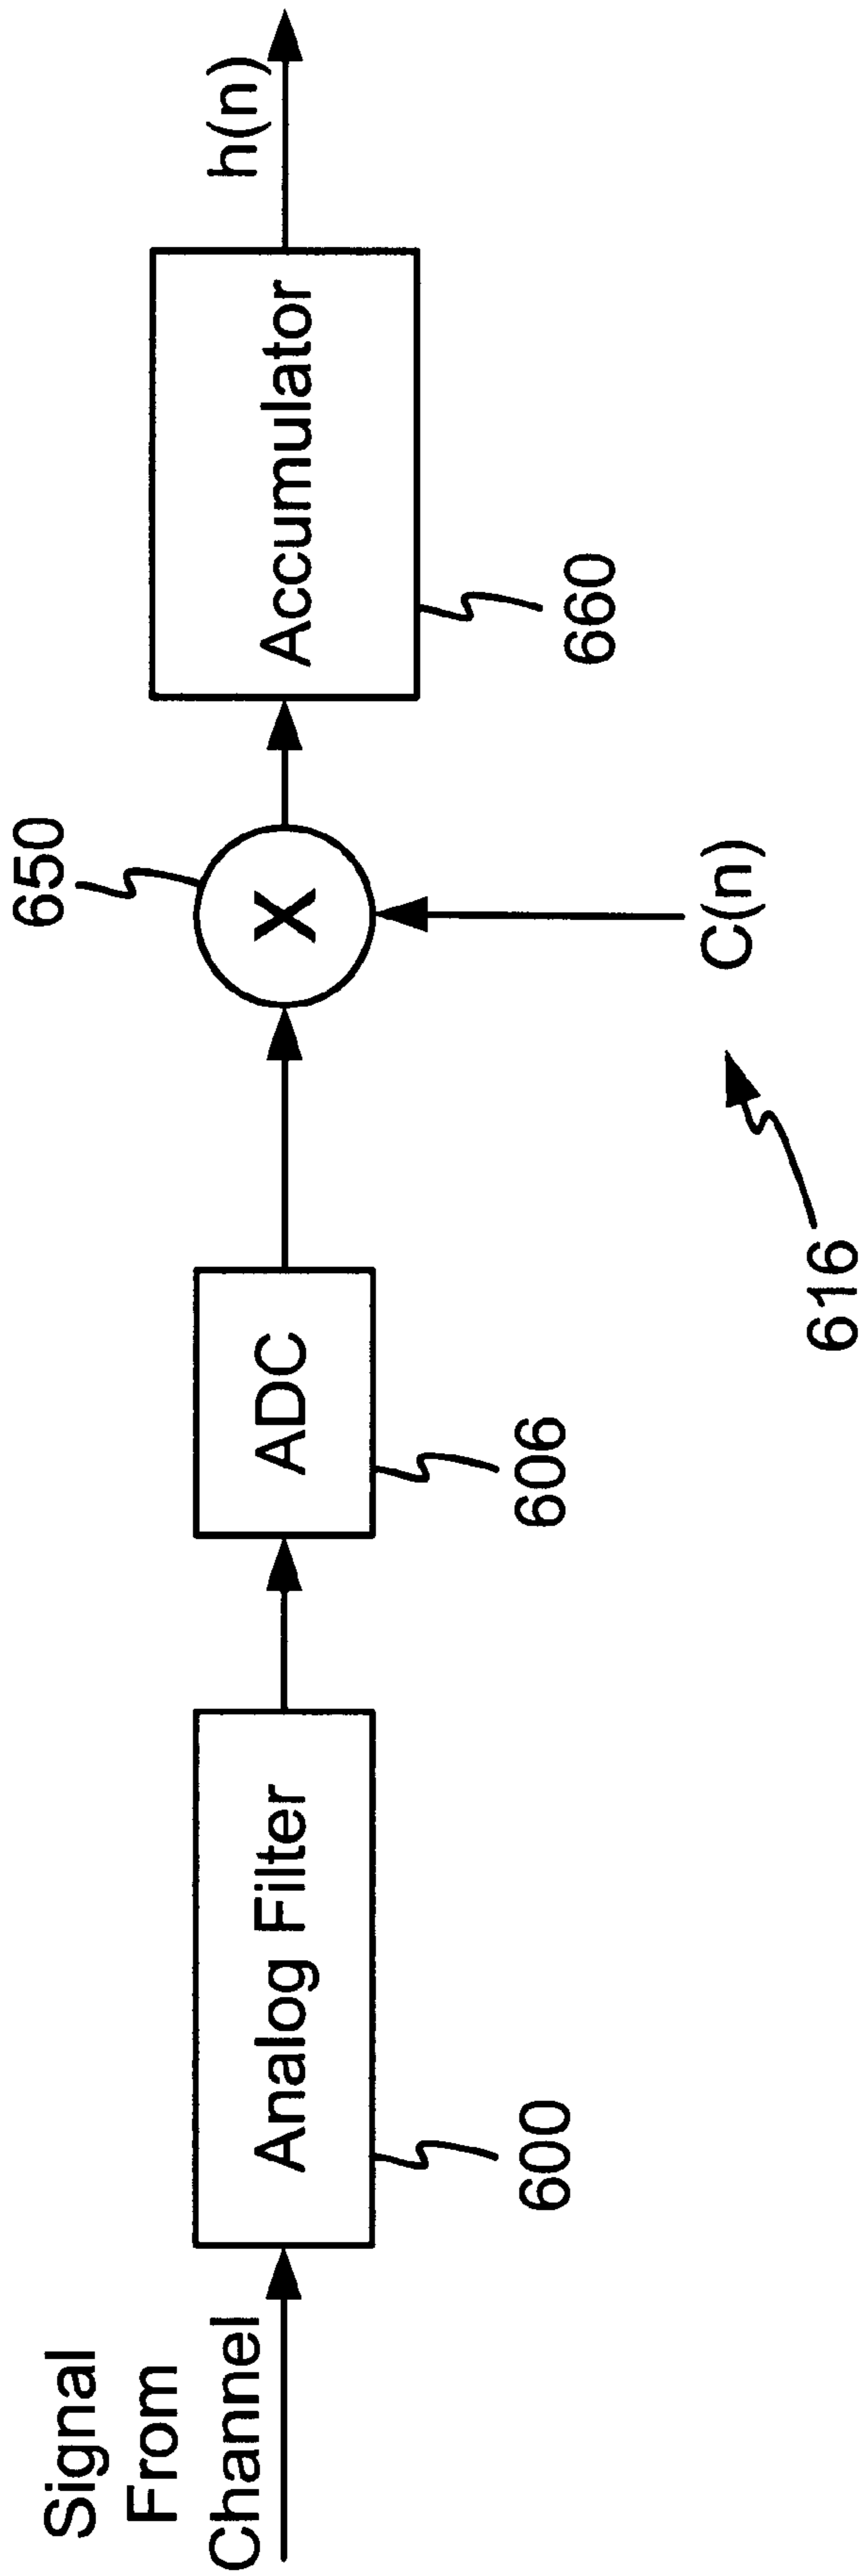 Signal
From
Channel
Analog Filter
600
ADC
606
X
650
C(n)
616
Accumulator
660
h(n)